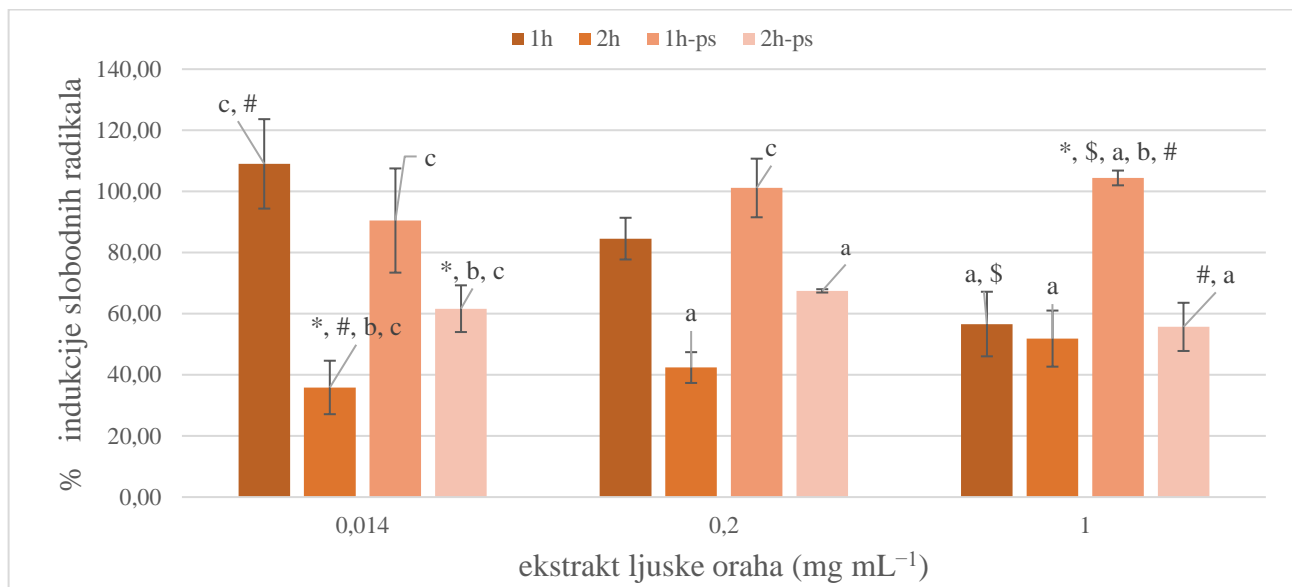 1h 2h 1h-ps 2h-ps
140,00
120,00
100,00
80,00
60,00
40,00
20,00
0,00
% indukcije slobodnih radikala
c, #
*, #, b, c
c
*, b, c
a
c
a
a, $
a
*, $, a, b, #
#, a
0,014
0,2
1
ekstrakt ljuske oraha (mg mL⁻¹)